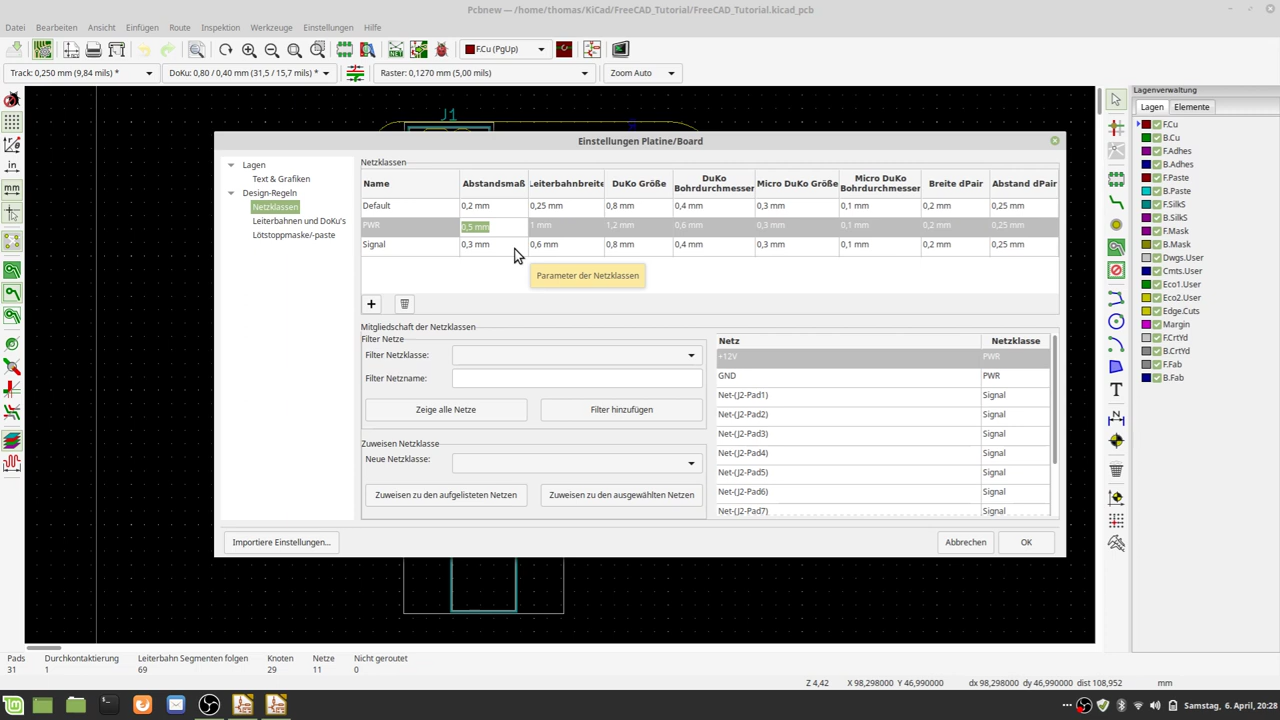 Pcbnew — /home/thomas/KiCad/FreeCAD_Tutorial/FreeCAD_Tutorial.kicad_pcb
Datei Bearbeiten Ansicht Einfügen Route Inspektion Werkzeuge Einstellungen Hilfe
F.Cu (PgUp)
Track: 0,250 mm (9,84 mils) * DoKu: 0,80 / 0,40 mm (31,5 / 15,7 mils) * Raster: 0,1270 mm (5,00 mils) Zoom Auto
J1
in
mm
NET
T
N
Lagenverwaltung
Lagen Elemente
F.Cu
B.Cu
F.Adhes
B.Adhes
F.Paste
B.Paste
F.SilkS
B.SilkS
F.Mask
B.Mask
Dwgs.User
Cmts.User
Eco1.User
Eco2.User
Edge.Cuts
Margin
F.CrtYd
B.CrtYd
F.Fab
B.Fab
Einstellungen Platine/Board
Lagen
Text & Grafiken
Design-Regeln
Netzklassen
Leiterbahnen und DoKu's
Lötstoppmaske/-paste
Netzklassen
Name Abstandsmaß Leiterbahnbreite DuKo Größe DuKo Bohrdurchmesser Micro DuKo Größe Micro DuKo Bohrdurchmesser Breite dPair Abstand dPair
Default 0,2 mm 0,25 mm 0,8 mm 0,4 mm 0,3 mm 0,1 mm 0,2 mm 0,25 mm
PWR 0,5 mm 1 mm 1,2 mm 0,6 mm 0,3 mm 0,1 mm 0,2 mm 0,25 mm
Signal 0,3 mm 0,6 mm 0,8 mm 0,4 mm 0,3 mm 0,1 mm 0,2 mm 0,25 mm
Parameter der Netzklassen
Mitgliedschaft der Netzklassen
Filter Netze
Filter Netzklasse:
Filter Netzname:
Zeige alle Netze Filter hinzufügen
Zuweisen Netzklasse
Neue Netzklasse:
Zuweisen zu den aufgelisteten Netzen Zuweisen zu den ausgewählten Netzen
Netz Netzklasse
+12V PWR
GND PWR
Net-(J2-Pad1) Signal
Net-(J2-Pad2) Signal
Net-(J2-Pad3) Signal
Net-(J2-Pad4) Signal
Net-(J2-Pad5) Signal
Net-(J2-Pad6) Signal
Net-(J2-Pad7) Signal
Importiere Einstellungen... Abbrechen OK
Pads Durchkontaktierung Leiterbahn Segmenten folgen Knoten Netze Nicht geroutet
31 1 69 29 11 0
Z 4,42 X 98,298000 Y 46,990000 dx 98,298000 dy 46,990000 dist 108,952 mm
Samstag, 6. April, 20:28